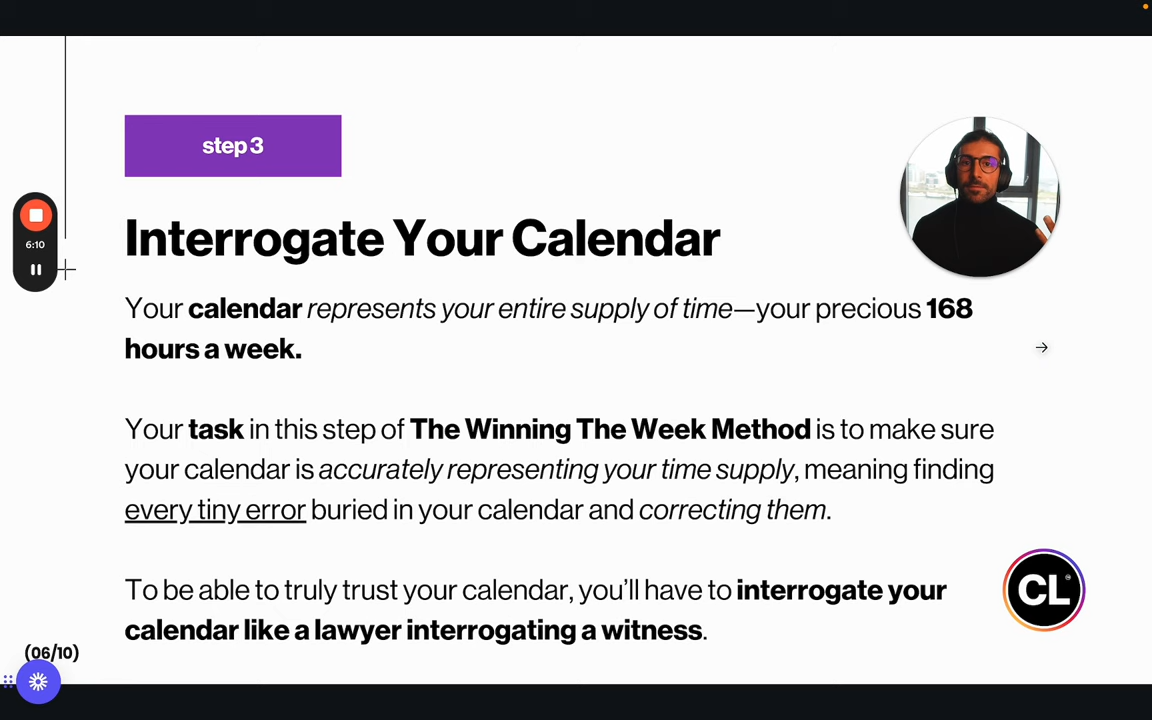 step 3
Interrogate Your Calendar
6:10
Your calendar represents your entire supply of time—your precious 168
hours a week.
Your task in this step of The Winning The Week Method is to make sure
your calendar is accurately representing your time supply, meaning finding
every tiny error buried in your calendar and correcting them.
To be able to truly trust your calendar, you’ll have to interrogate your
calendar like a lawyer interrogating a witness.
CL
(06/10)